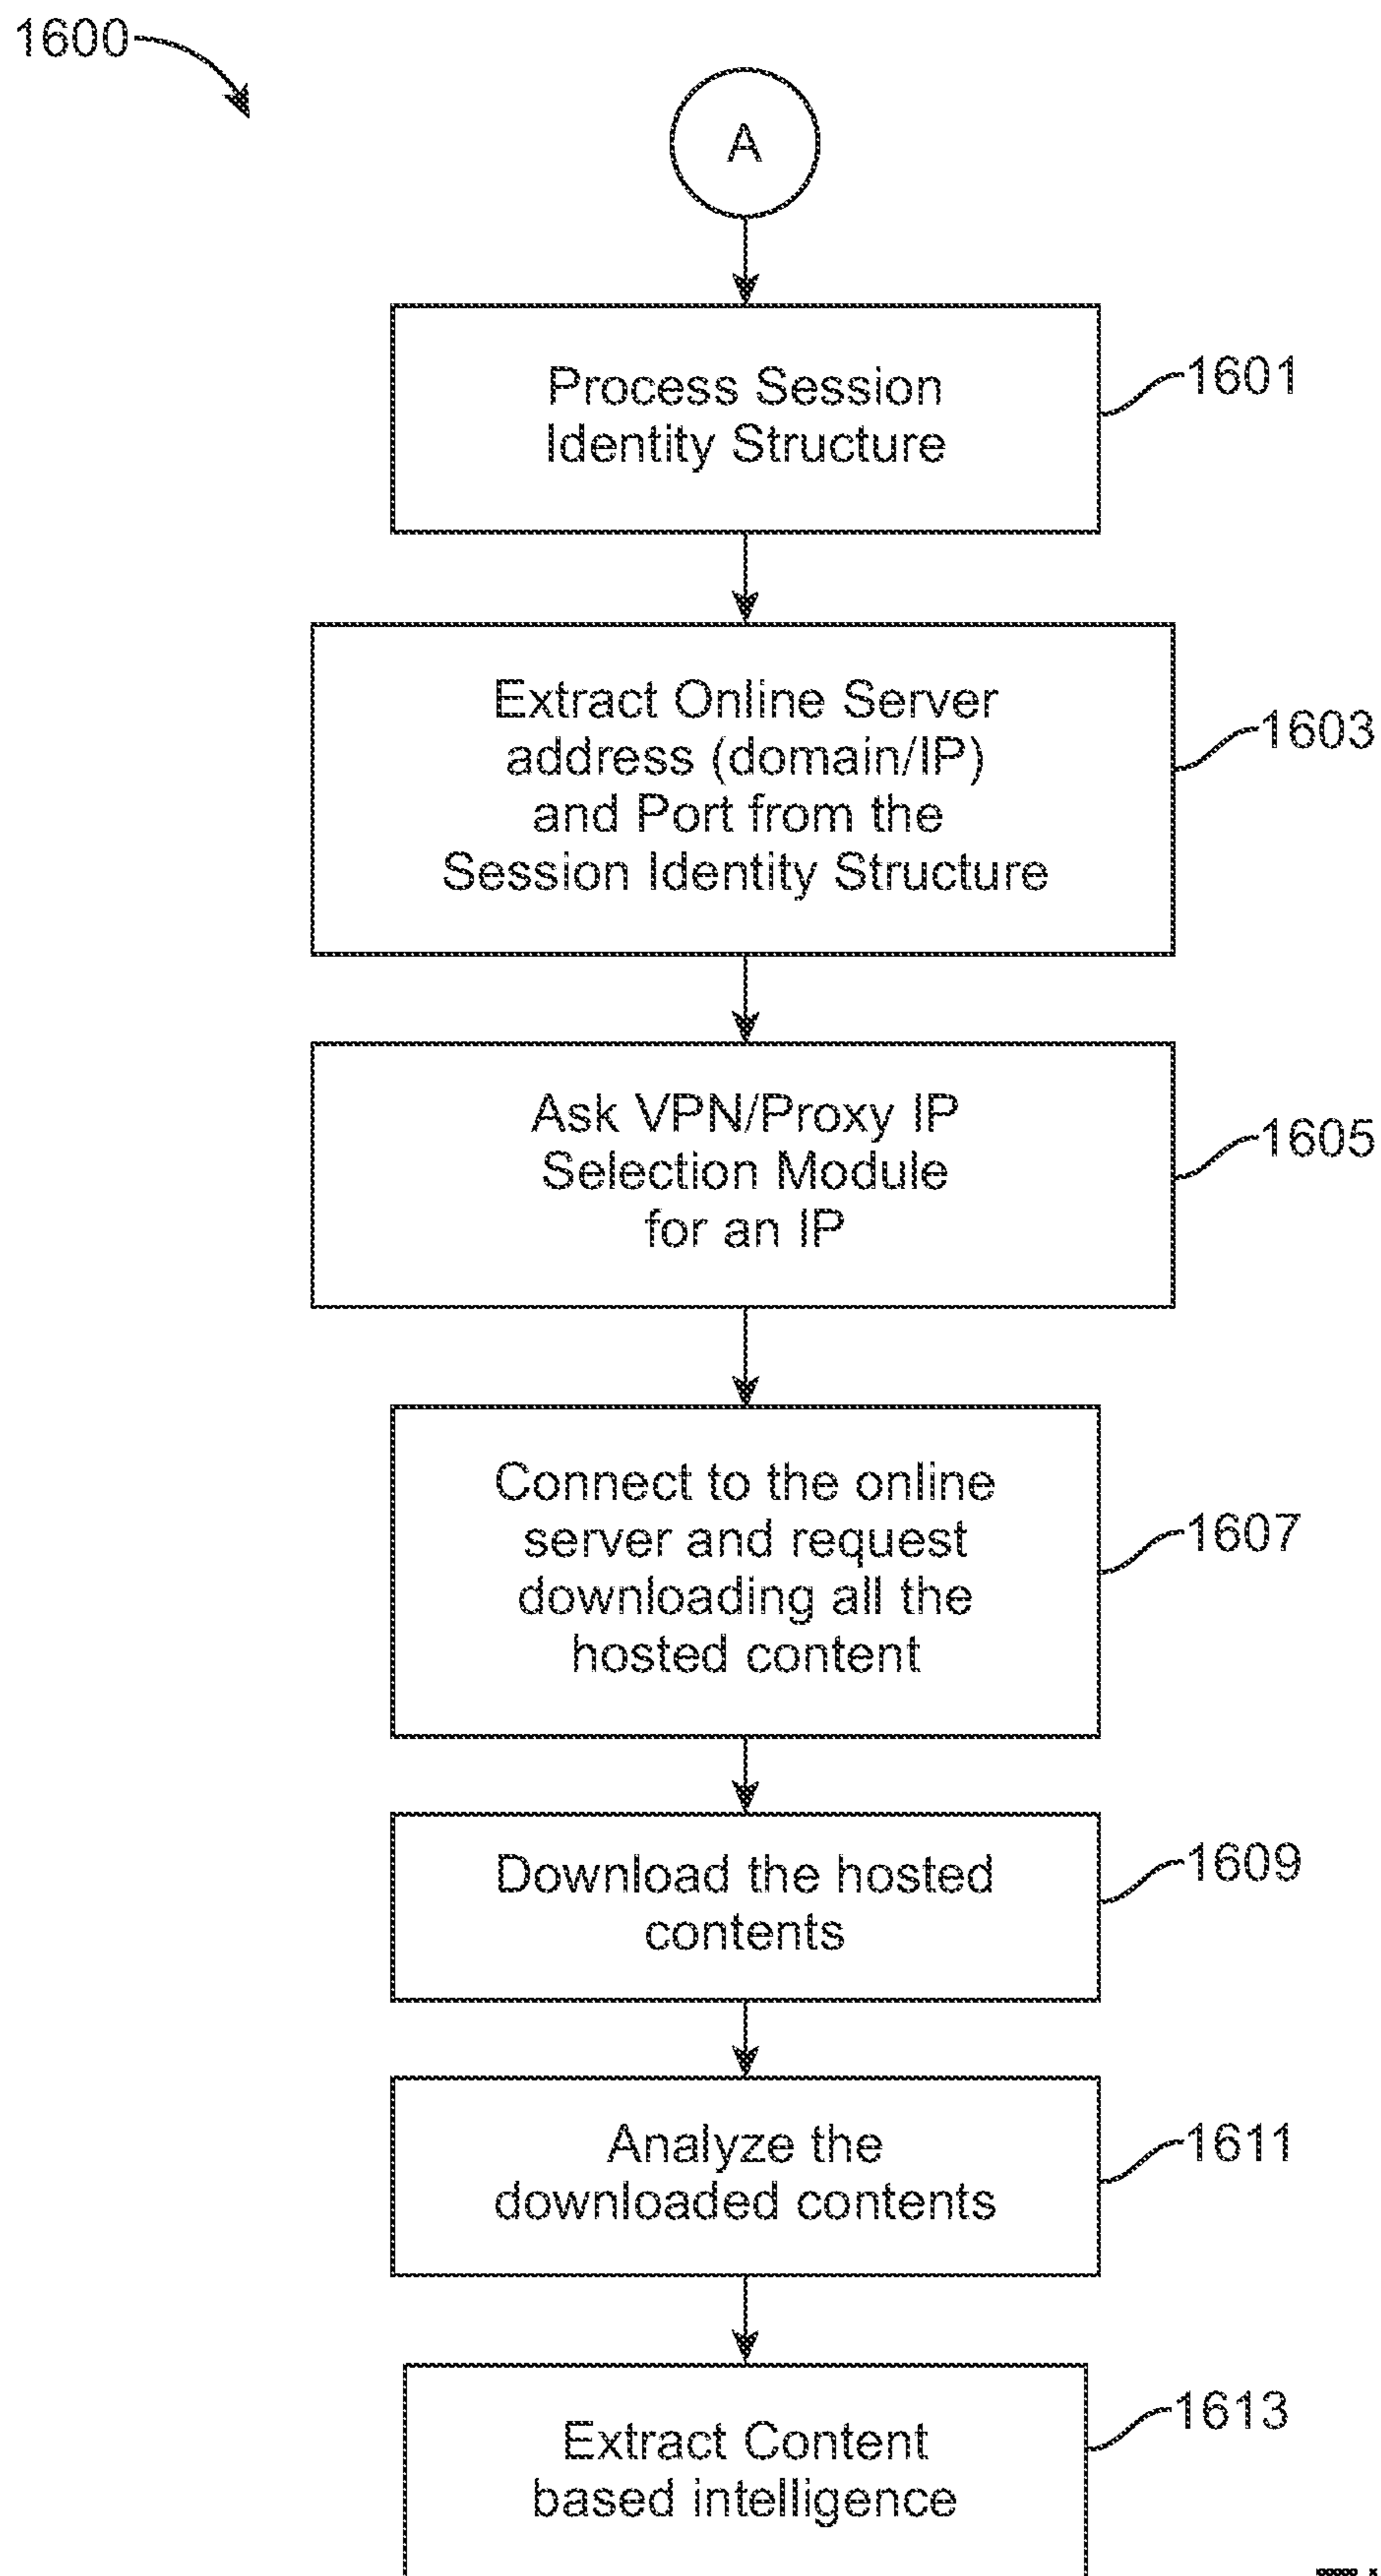 1600
A
Process Session
Identity Structure
1601
Extract Online Server
address (domain/IP)
and Port from the
Session Identity Structure
1603
Ask VPN/Proxy IP
Selection Module
for an IP
1605
Connect to the online
server and request
downloading all the
hosted content
1607
Download the hosted
contents
1609
Analyze the
downloaded contents
1611
Extract Content
based intelligence
1613